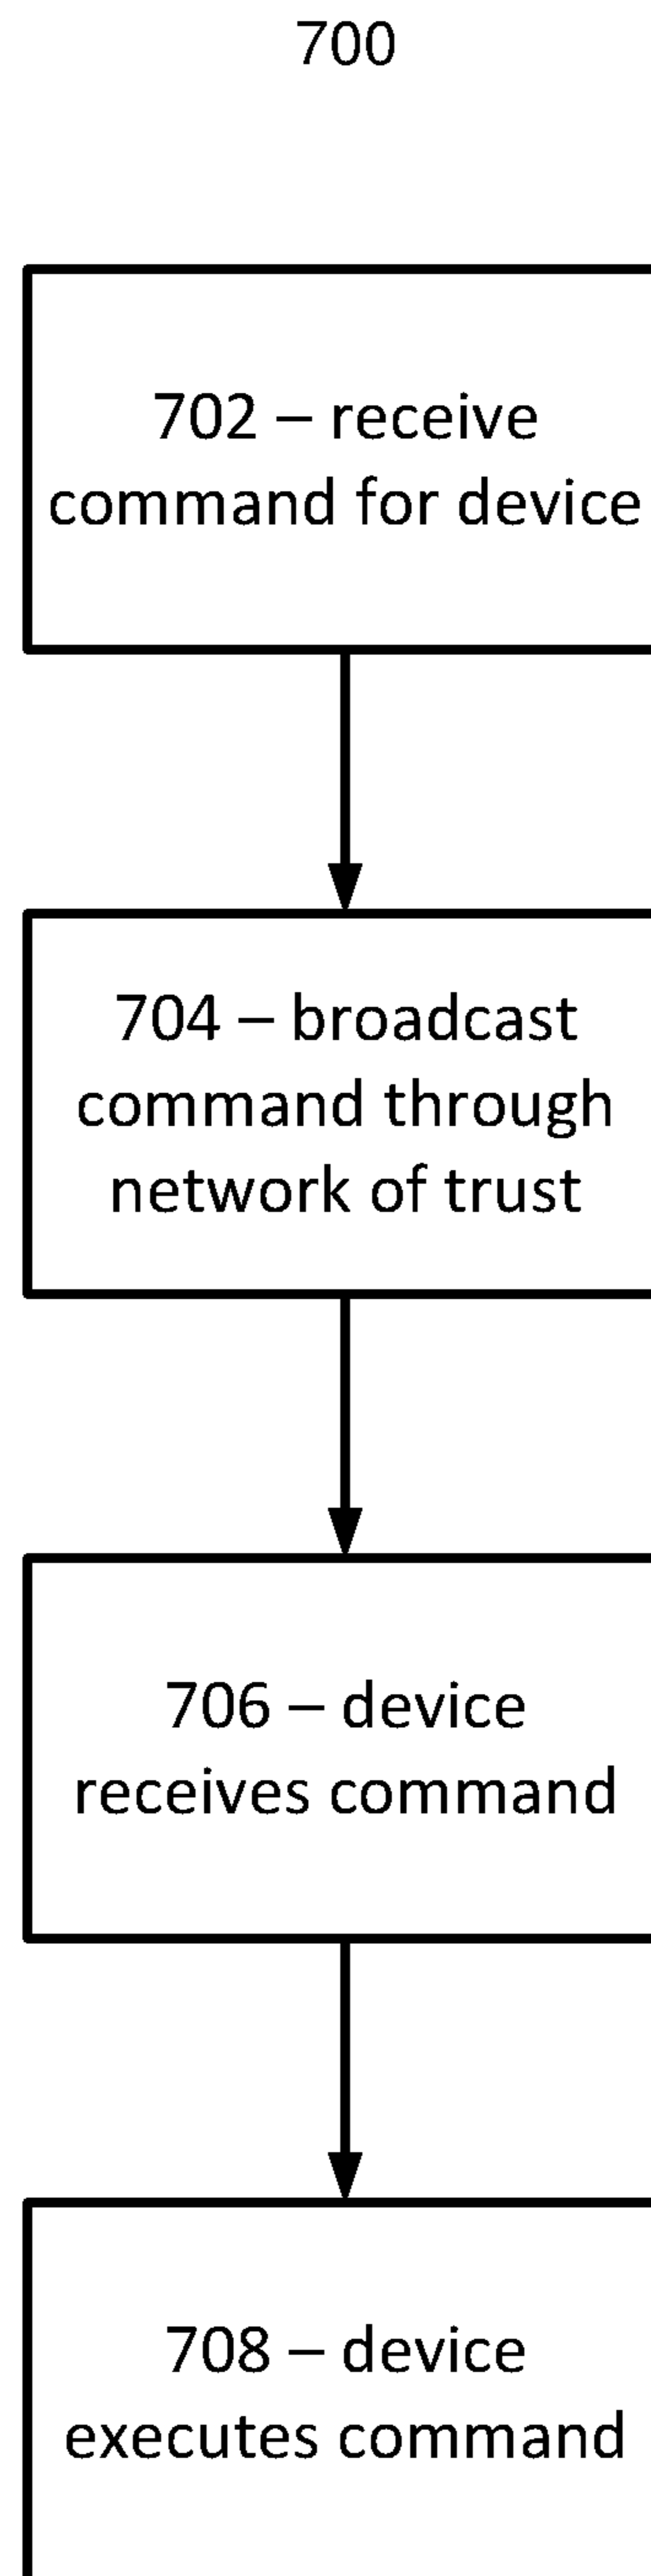 700
702 – receive
command for device
704 – broadcast
command through
network of trust
706 – device
receives command
708 – device
executes command